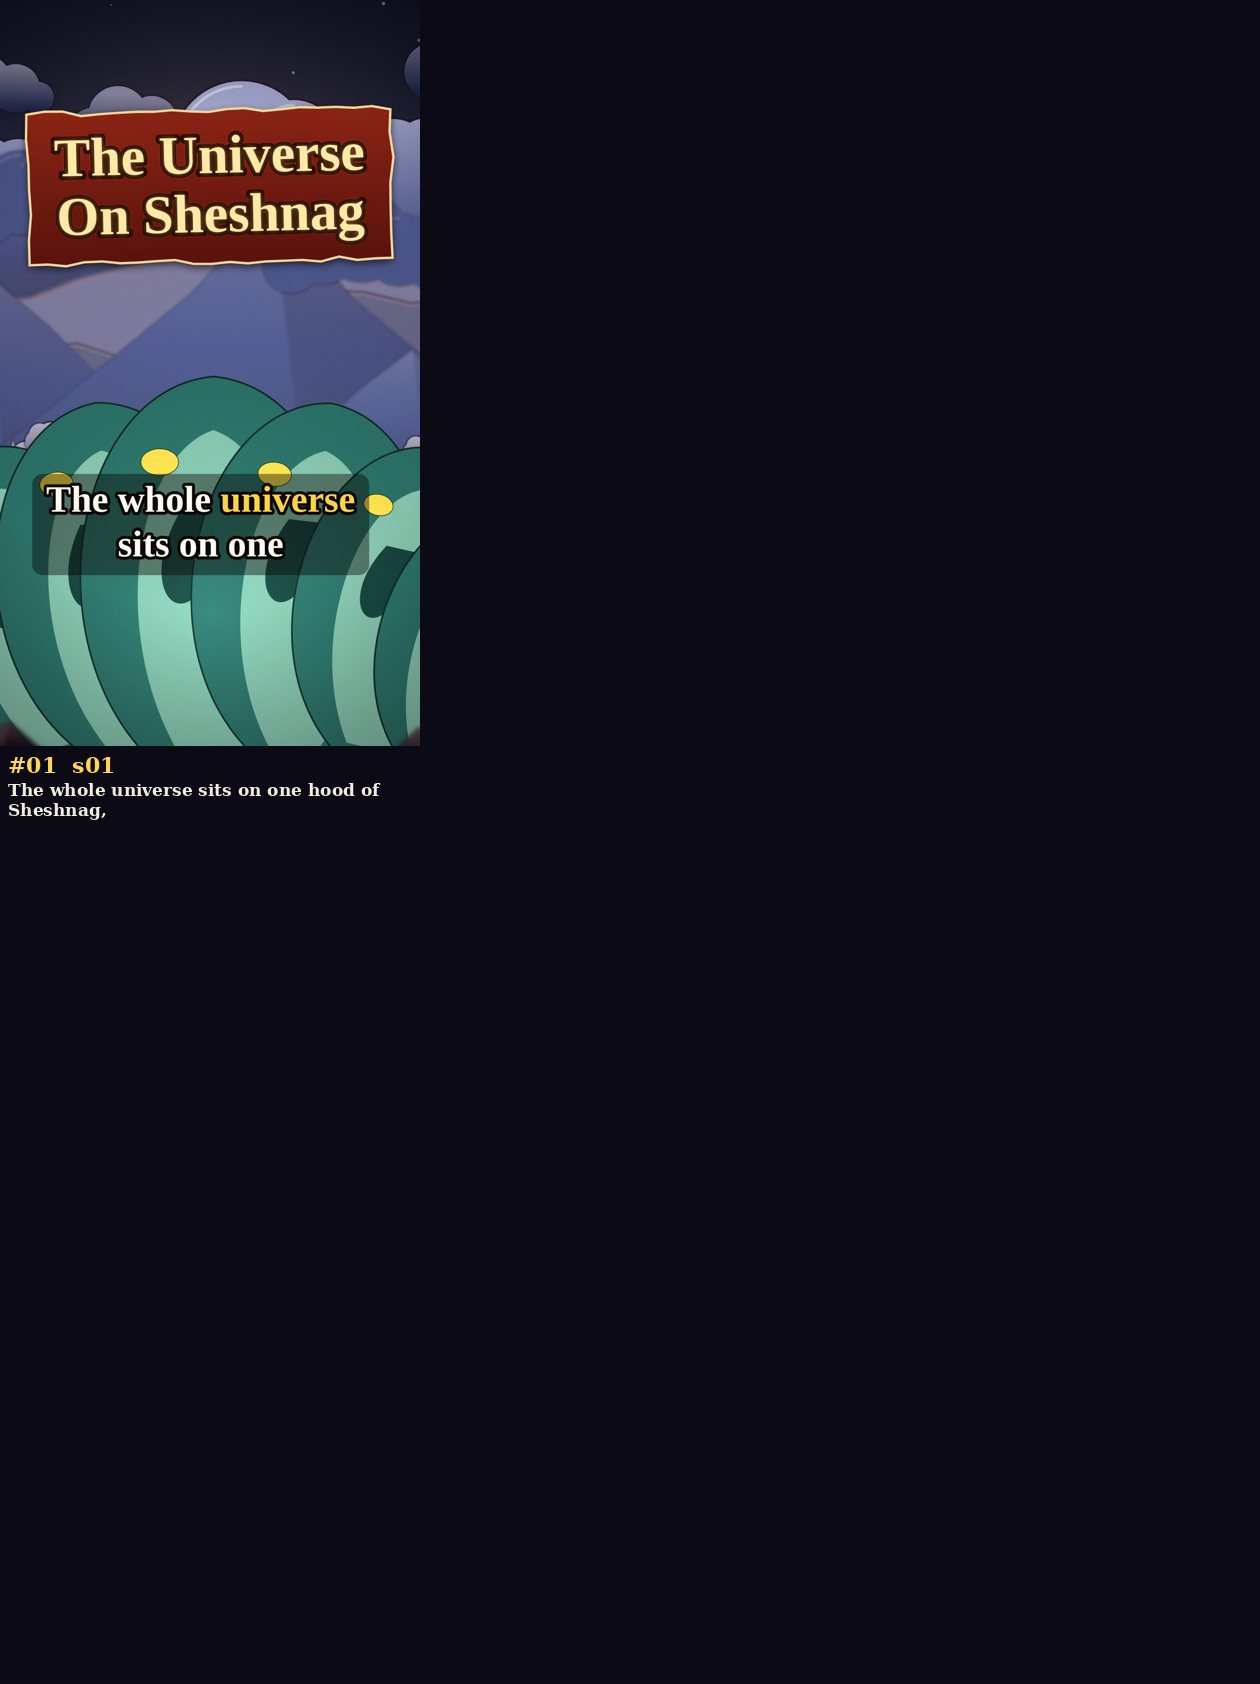 The Universe
On Sheshnag
The whole universe
sits on one
#01 s01
The whole universe sits on one hood of
Sheshnag,